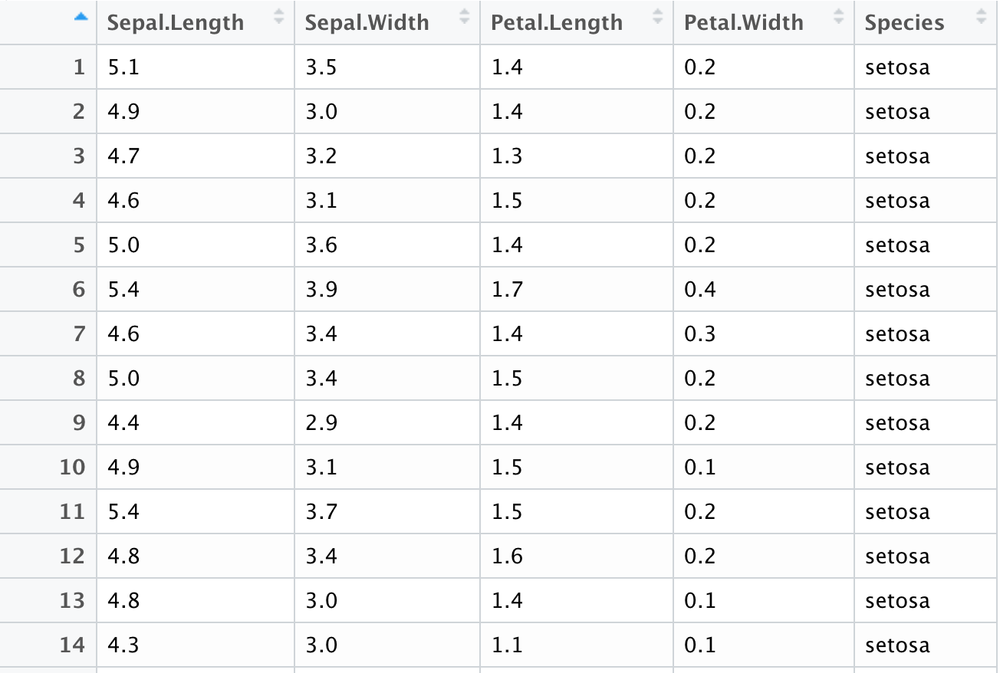 Sepal.Length Sepal.Width Petal.Length Petal.Width Species
1 5.1 3.5 1.4 0.2 setosa
2 4.9 3.0 1.4 0.2 setosa
3 4.7 3.2 1.3 0.2 setosa
4 4.6 3.1 1.5 0.2 setosa
5 5.0 3.6 1.4 0.2 setosa
6 5.4 3.9 1.7 0.4 setosa
7 4.6 3.4 1.4 0.3 setosa
8 5.0 3.4 1.5 0.2 setosa
9 4.4 2.9 1.4 0.2 setosa
10 4.9 3.1 1.5 0.1 setosa
11 5.4 3.7 1.5 0.2 setosa
12 4.8 3.4 1.6 0.2 setosa
13 4.8 3.0 1.4 0.1 setosa
14 4.3 3.0 1.1 0.1 setosa